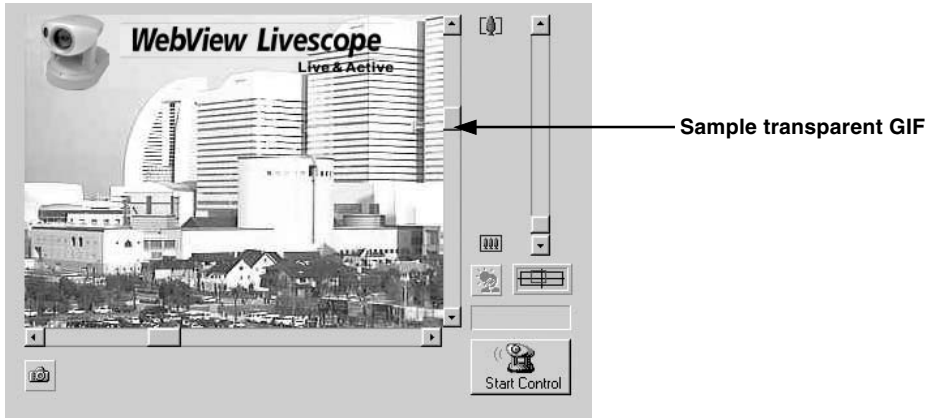 WebView Livescope
Live & Active
Sample transparent GIF
Start Control